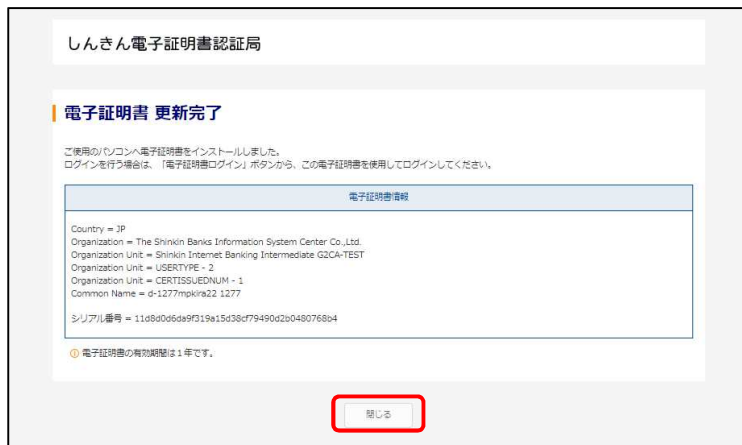 しんきん電子証明書認証局
電子証明書 更新完了
ご使用のパソコンへ電子証明書をインストールしました。
ログインを行う場合は、「電子証明書ログイン」ボタンから、この電子証明書を使用してログインしてください。
電子証明書情報
Country = JP
Organization = The Shinkin Banks Information System Center Co.,Ltd.
Organization Unit = Shinkin Internet Banking Intermediate G2CA-TEST
Organization Unit = USERTYPE - 2
Organization Unit = CERTISSUEDNUM - 1
Common Name = d-1277mpkira22 1277
シリアル番号 = 11d8d0d6da9f319a15d38cf79490d2b0480768b4
電子証明書の有効期間は1年です。
閉じる